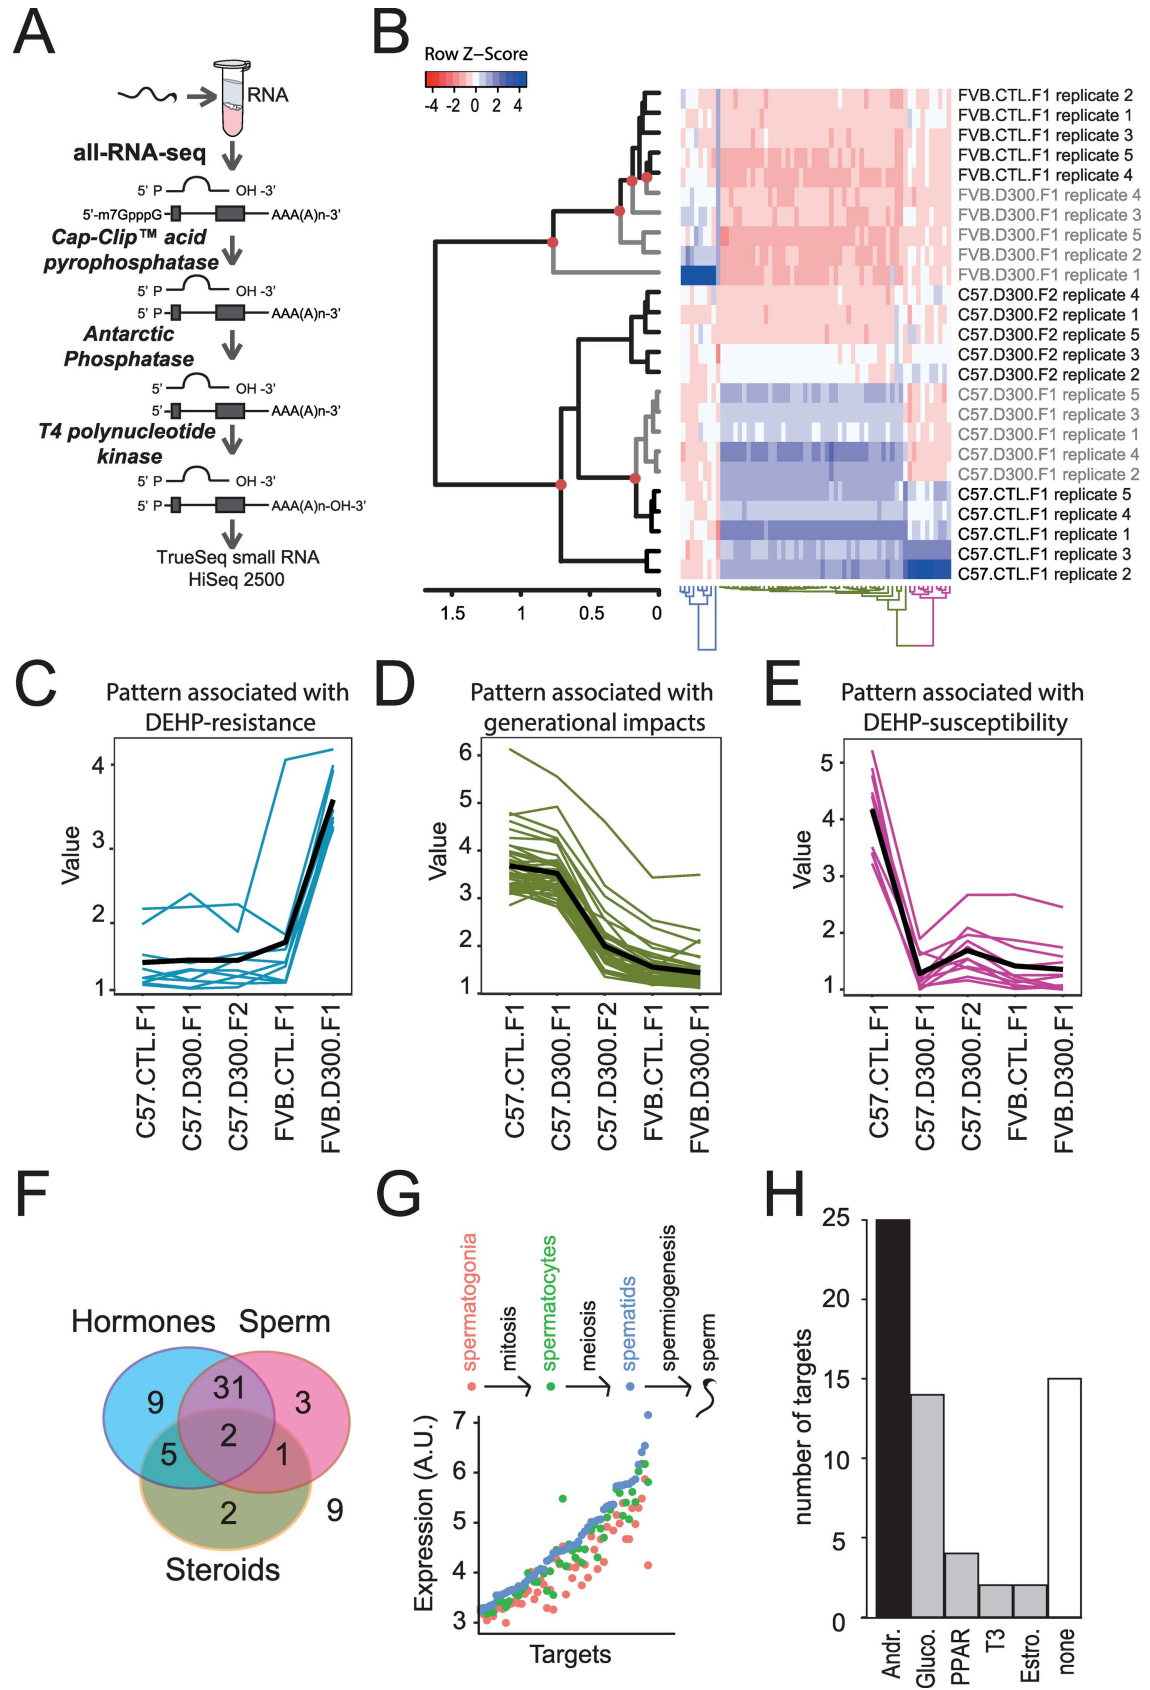 A
RNA
all-RNA-seq
5' P
OH -3'
5'-m7GpppG
AAA(A)n-3'
Cap-Clip™ acid
pyrophosphatase
5' P
OH -3'
5' P
AAA(A)n-3'
Antarctic
Phosphatase
5'
OH -3'
5'
AAA(A)n-3'
T4 polynucleotide
kinase
5' P
OH -3'
5' P
AAA(A)n-OH-3'
TrueSeq small RNA
HiSeq 2500
B
Row Z−Score
-4 -2 0 2 4
FVB.CTL.F1 replicate 2
FVB.CTL.F1 replicate 1
FVB.CTL.F1 replicate 3
FVB.CTL.F1 replicate 5
FVB.CTL.F1 replicate 4
FVB.D300.F1 replicate 4
FVB.D300.F1 replicate 3
FVB.D300.F1 replicate 5
FVB.D300.F1 replicate 2
FVB.D300.F1 replicate 1
C57.D300.F2 replicate 4
C57.D300.F2 replicate 1
C57.D300.F2 replicate 5
C57.D300.F2 replicate 3
C57.D300.F2 replicate 2
C57.D300.F1 replicate 5
C57.D300.F1 replicate 3
C57.D300.F1 replicate 1
C57.D300.F1 replicate 4
C57.D300.F1 replicate 2
C57.CTL.F1 replicate 5
C57.CTL.F1 replicate 4
C57.CTL.F1 replicate 1
C57.CTL.F1 replicate 3
C57.CTL.F1 replicate 2
1.5 1 0.5 0
C
Pattern associated with
DEHP-resistance
Value
4
3
2
1
C57.CTL.F1
C57.D300.F1
C57.D300.F2
FVB.CTL.F1
FVB.D300.F1
D
Pattern associated with
generational impacts
Value
6
5
4
3
2
1
C57.CTL.F1
C57.D300.F1
C57.D300.F2
FVB.CTL.F1
FVB.D300.F1
E
Pattern associated with
DEHP-susceptibility
Value
5
4
3
2
1
C57.CTL.F1
C57.D300.F1
C57.D300.F2
FVB.CTL.F1
FVB.D300.F1
F
Hormones Sperm
9 31 3
5 2 1
2 9
Steroids
G
spermatogonia
mitosis
spermatocytes
meiosis
spematids
spermiogenesis
sperm
Expression (A.U.)
7
6
5
4
3
Targets
H
number of targets
25
20
15
10
5
0
Andr.
Gluco.
PPAR
T3
Estro.
none